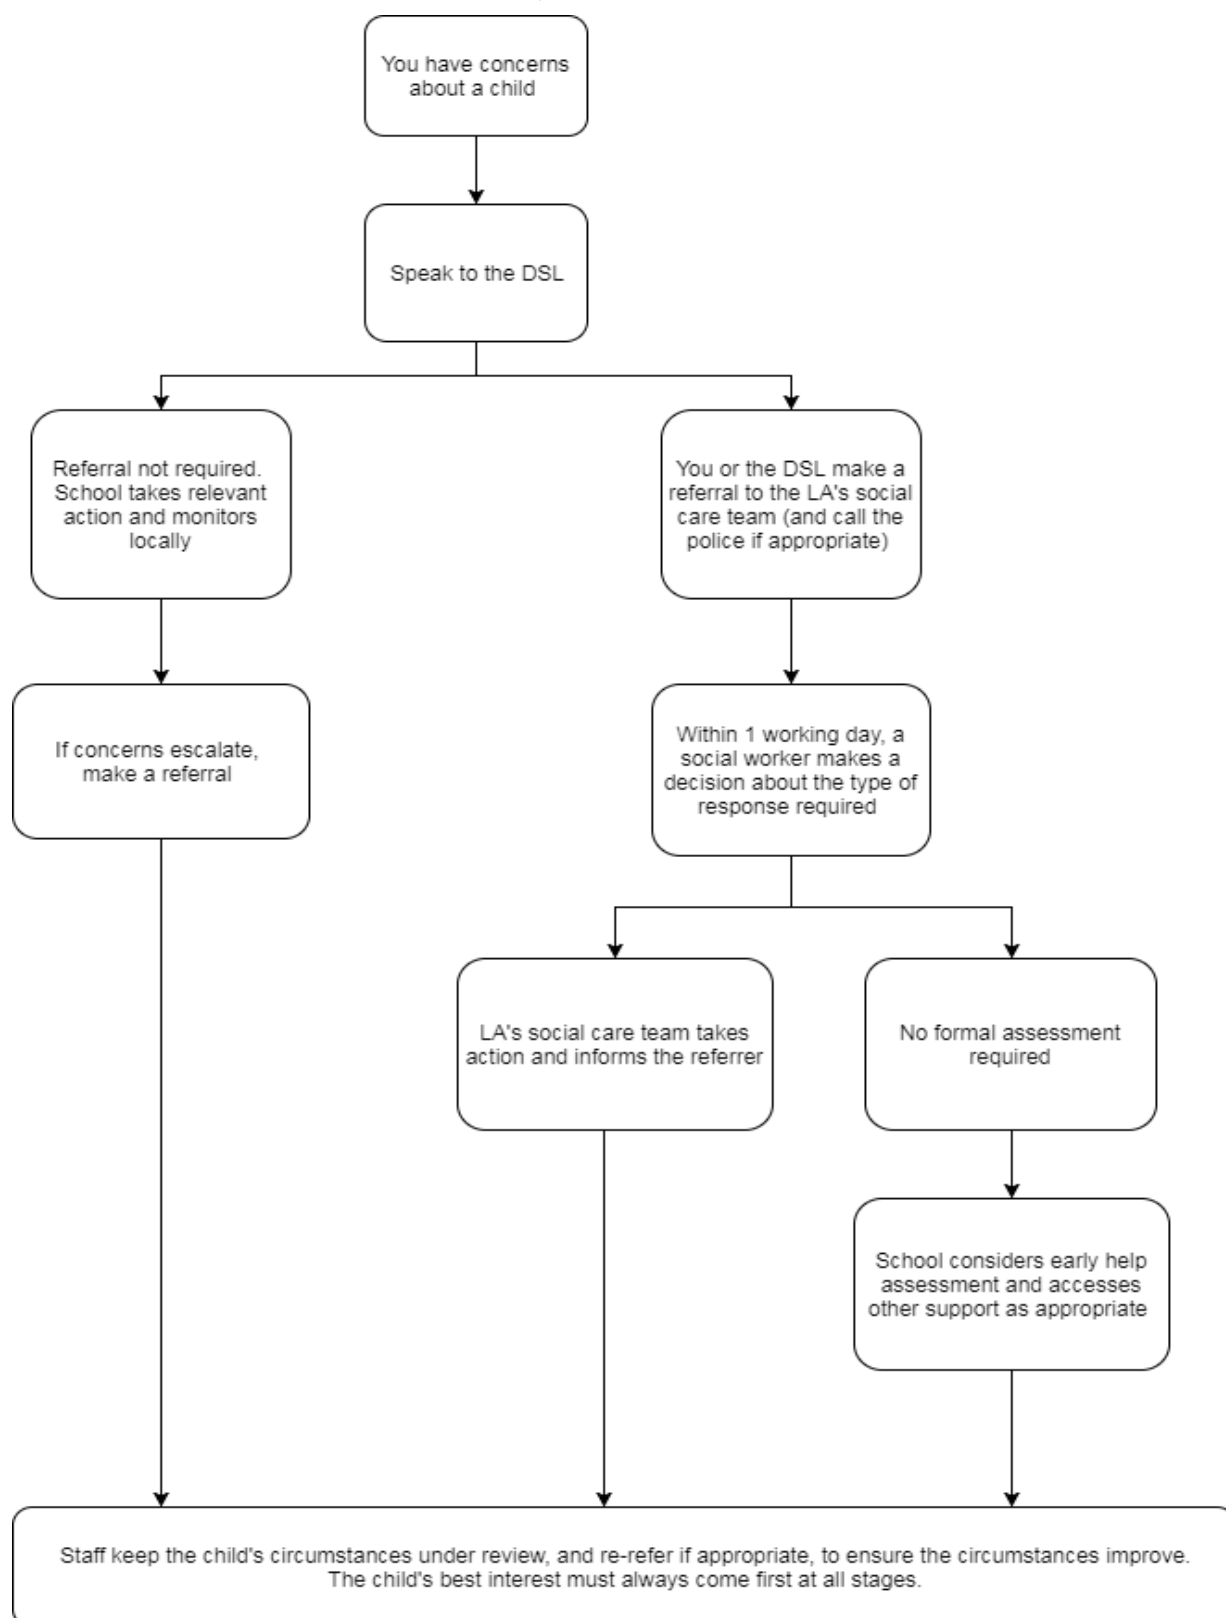 You have concerns
about a child
Speak to the DSL
Referral not required.
School takes relevant
action and monitors
locally
You or the DSL make a
referral to the LA's social
care team (and call the
police if appropriate)
If concerns escalate,
make a referral
Within 1 working day, a
social worker makes a
decision about the type of
response required
LA's social care team takes
action and informs the referrer
No formal assessment
required
School considers early help
assessment and accesses
other support as appropriate
Staff keep the child's circumstances under review, and re-refer if appropriate, to ensure the circumstances improve.
The child's best interest must always come first at all stages.